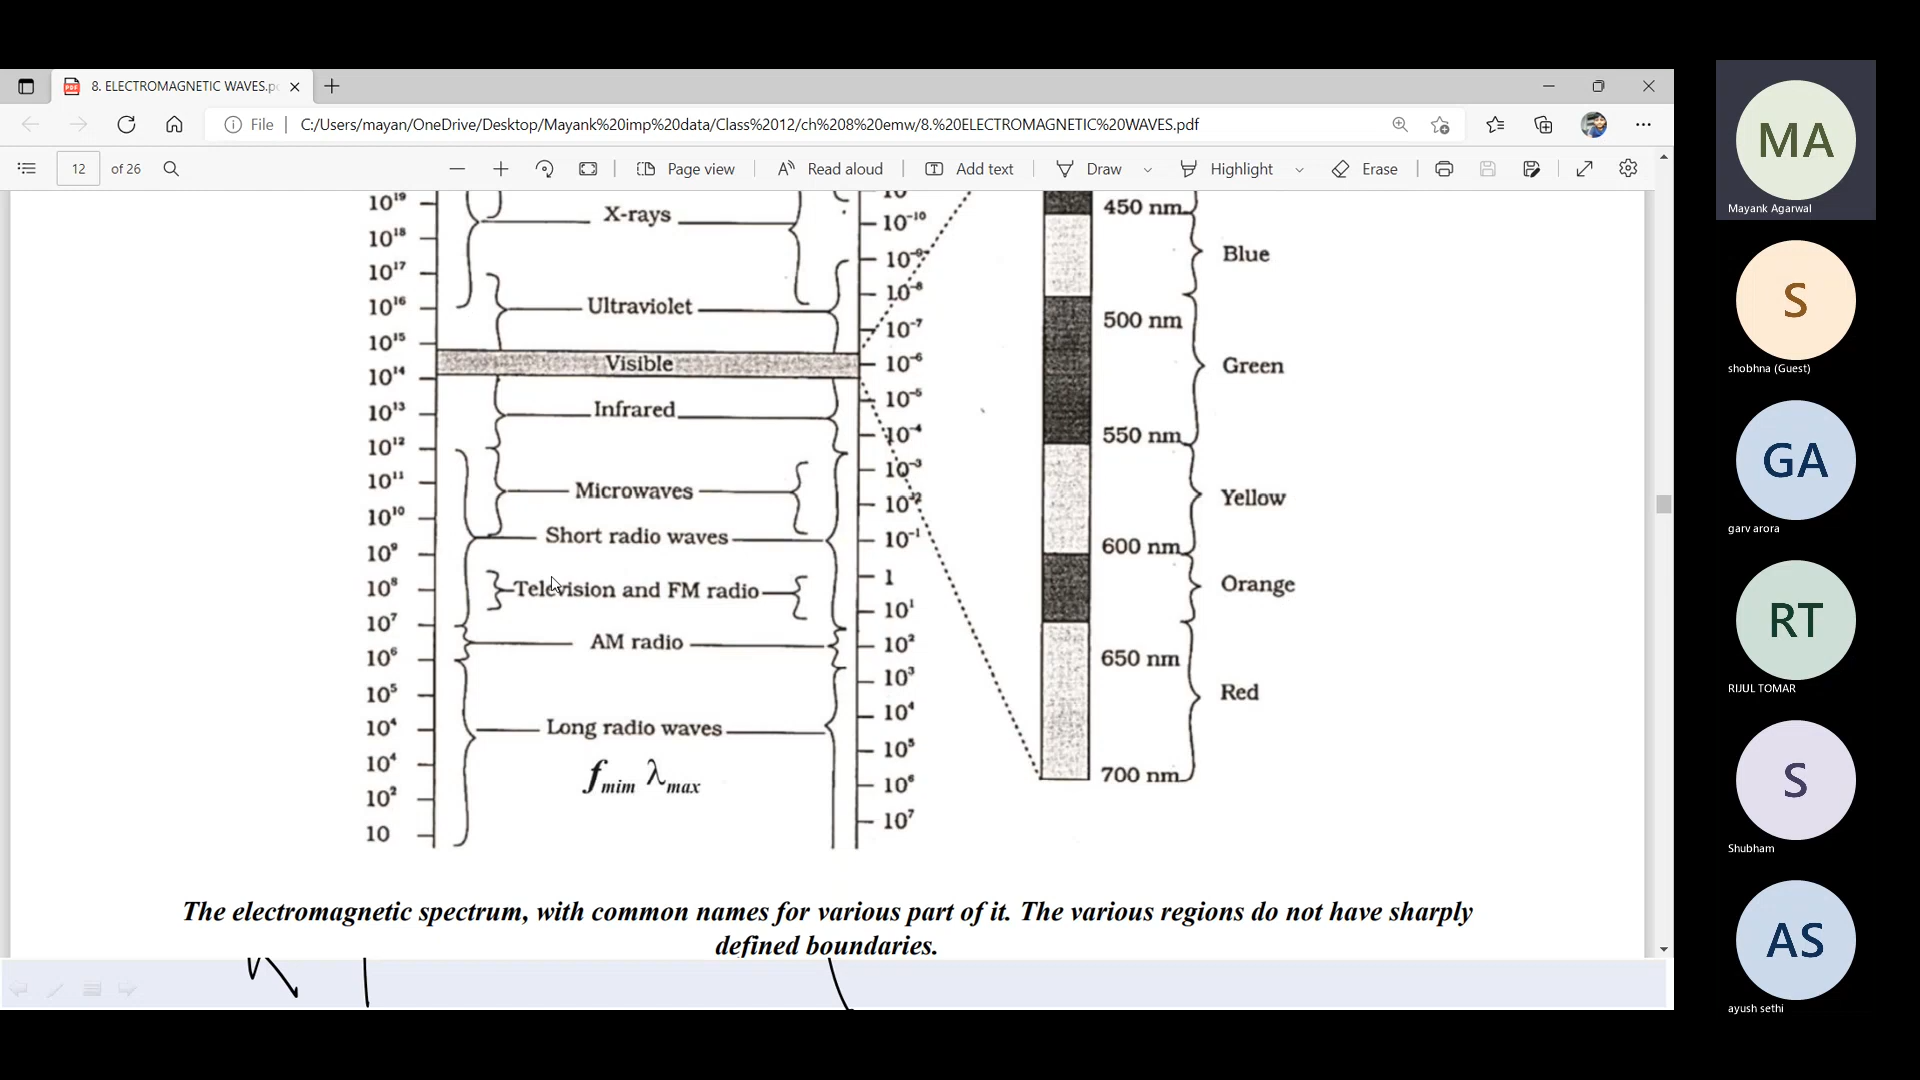 8. ELECTROMAGNETIC WAVES.p
File
C:/Users/mayan/OneDrive/Desktop/Mayank%20imp%20data/Class%2012/ch%208%20emw/8.%20ELECTROMAGNETIC%20WAVES.pdf
12 of 26
Page view
Read aloud
Add text
Draw
Highlight
Erase
10¹⁹
10¹⁸
10¹⁷
10¹⁶
10¹⁵
10¹⁴
10¹³
10¹²
10¹¹
10¹⁰
10⁹
10⁸
10⁷
10⁶
10⁵
10⁴
10⁴
10²
10
X-rays
Ultraviolet
Visible
Infrared
Microwaves
Short radio waves
Television and FM radio
AM radio
Long radio waves
f mim λ max
10⁻¹⁰
10⁻⁹
10⁻⁸
10⁻⁷
10⁻⁶
10⁻⁵
10⁻⁴
10⁻³
10⁻²
10⁻¹
1
10¹
10²
10³
10⁴
10⁵
10⁶
10⁷
450 nm
500 nm
550 nm
600 nm
650 nm
700 nm
Blue
Green
Yellow
Orange
Red
The electromagnetic spectrum, with common names for various part of it. The various regions do not have sharply
defined boundaries.
MA
Mayank Agarwal
S
shobhna (Guest)
GA
garv arora
RT
RIJUL TOMAR
S
Shubham
AS
ayush sethi